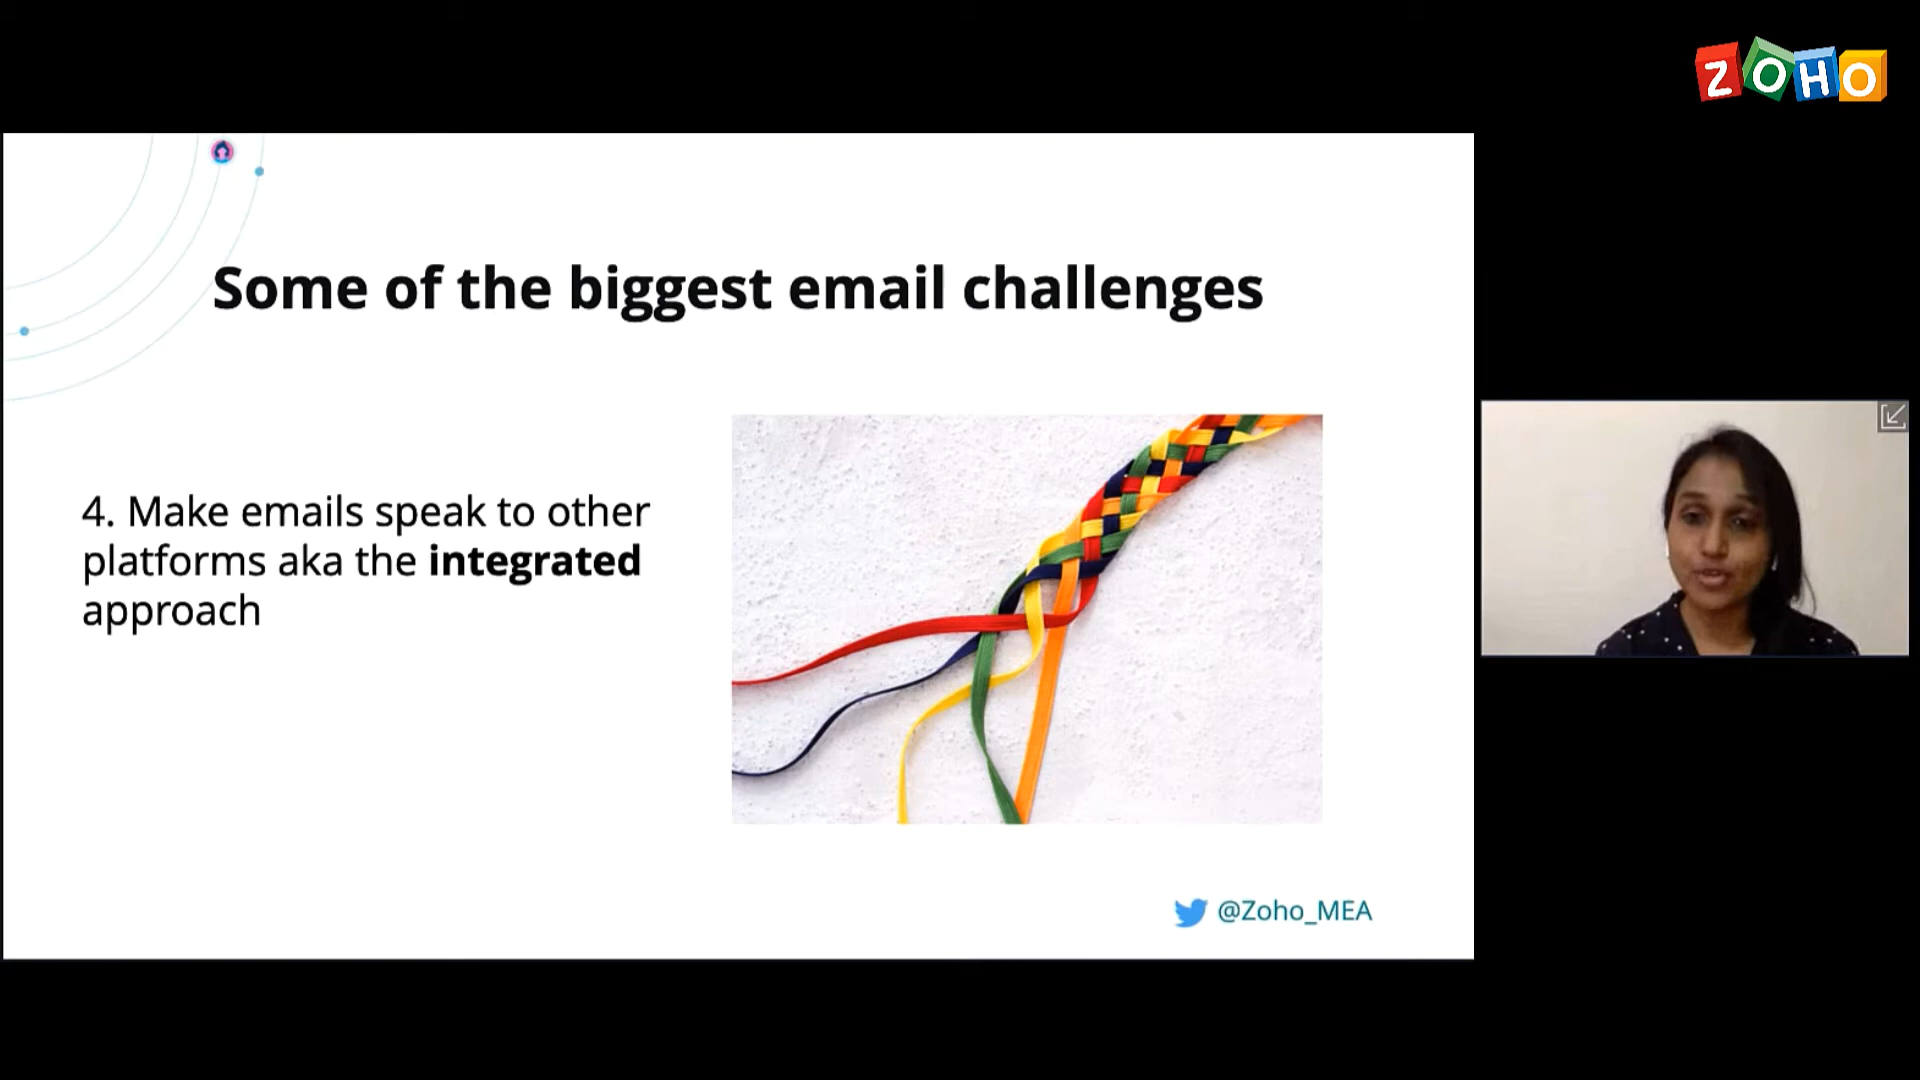 ZOHO
Some of the biggest email challenges
4. Make emails speak to other
platforms aka the integrated
approach
@Zoho_MEA